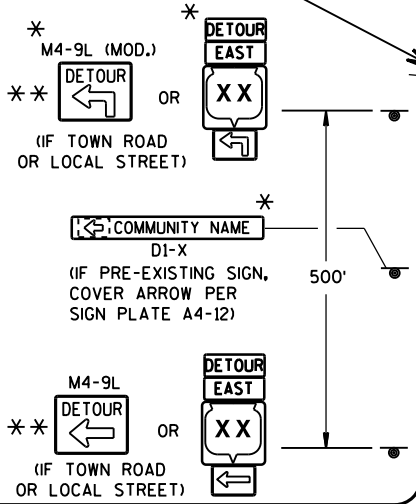 *
M4-9L (MOD.)
**
DETOUR
OR
*
DETOUR
EAST
XX
(IF TOWN ROAD
OR LOCAL STREET)
COMMUNITY NAME
*
D1-X
(IF PRE-EXISTING SIGN,
COVER ARROW PER
SIGN PLATE A4-12)
500'
M4-9L
**
DETOUR
OR
DETOUR
EAST
XX
(IF TOWN ROAD
OR LOCAL STREET)